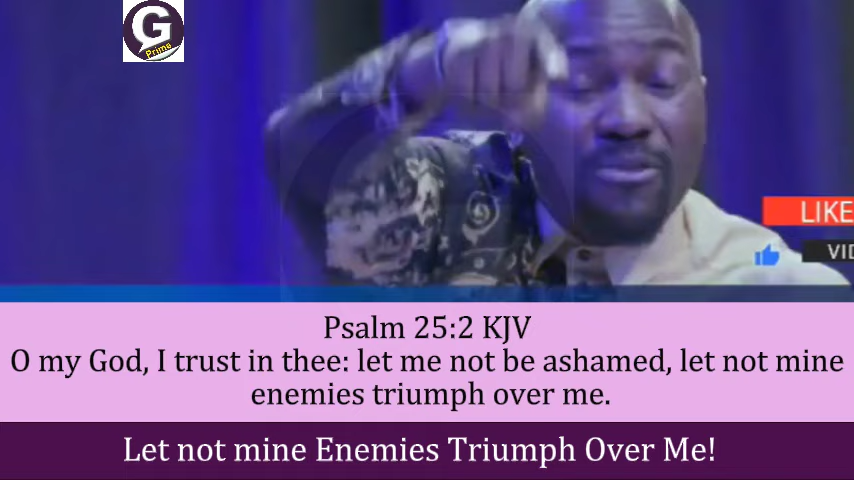 G
Prime
LIKE
VID
Psalm 25:2 KJV
O my God, I trust in thee: let me not be ashamed, let not mine
enemies triumph over me.
Let not mine Enemies Triumph Over Me!